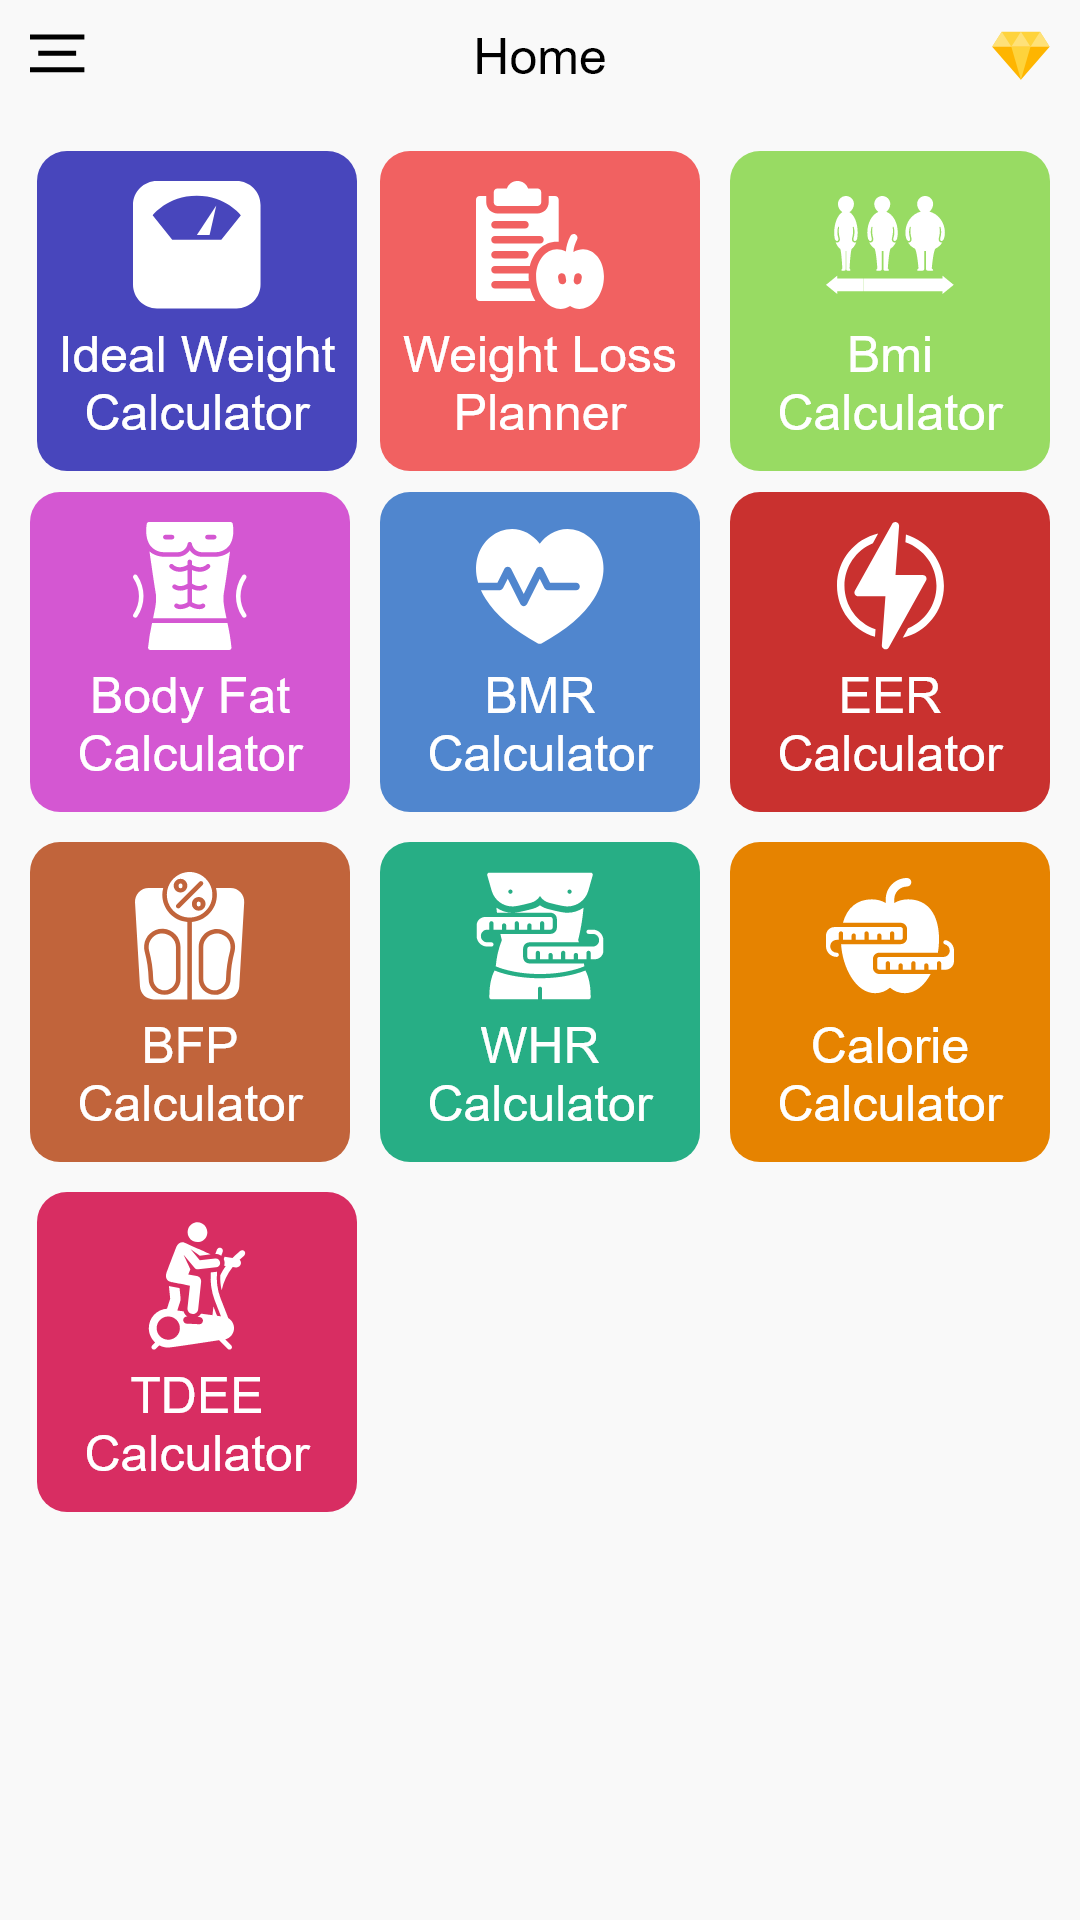 Home
Ideal Weight
Calculator
Weight Loss
Planner
Bmi
Calculator
Body Fat
Calculator
BMR
Calculator
EER
Calculator
BFP
Calculator
WHR
Calculator
Calorie
Calculator
TDEE
Calculator